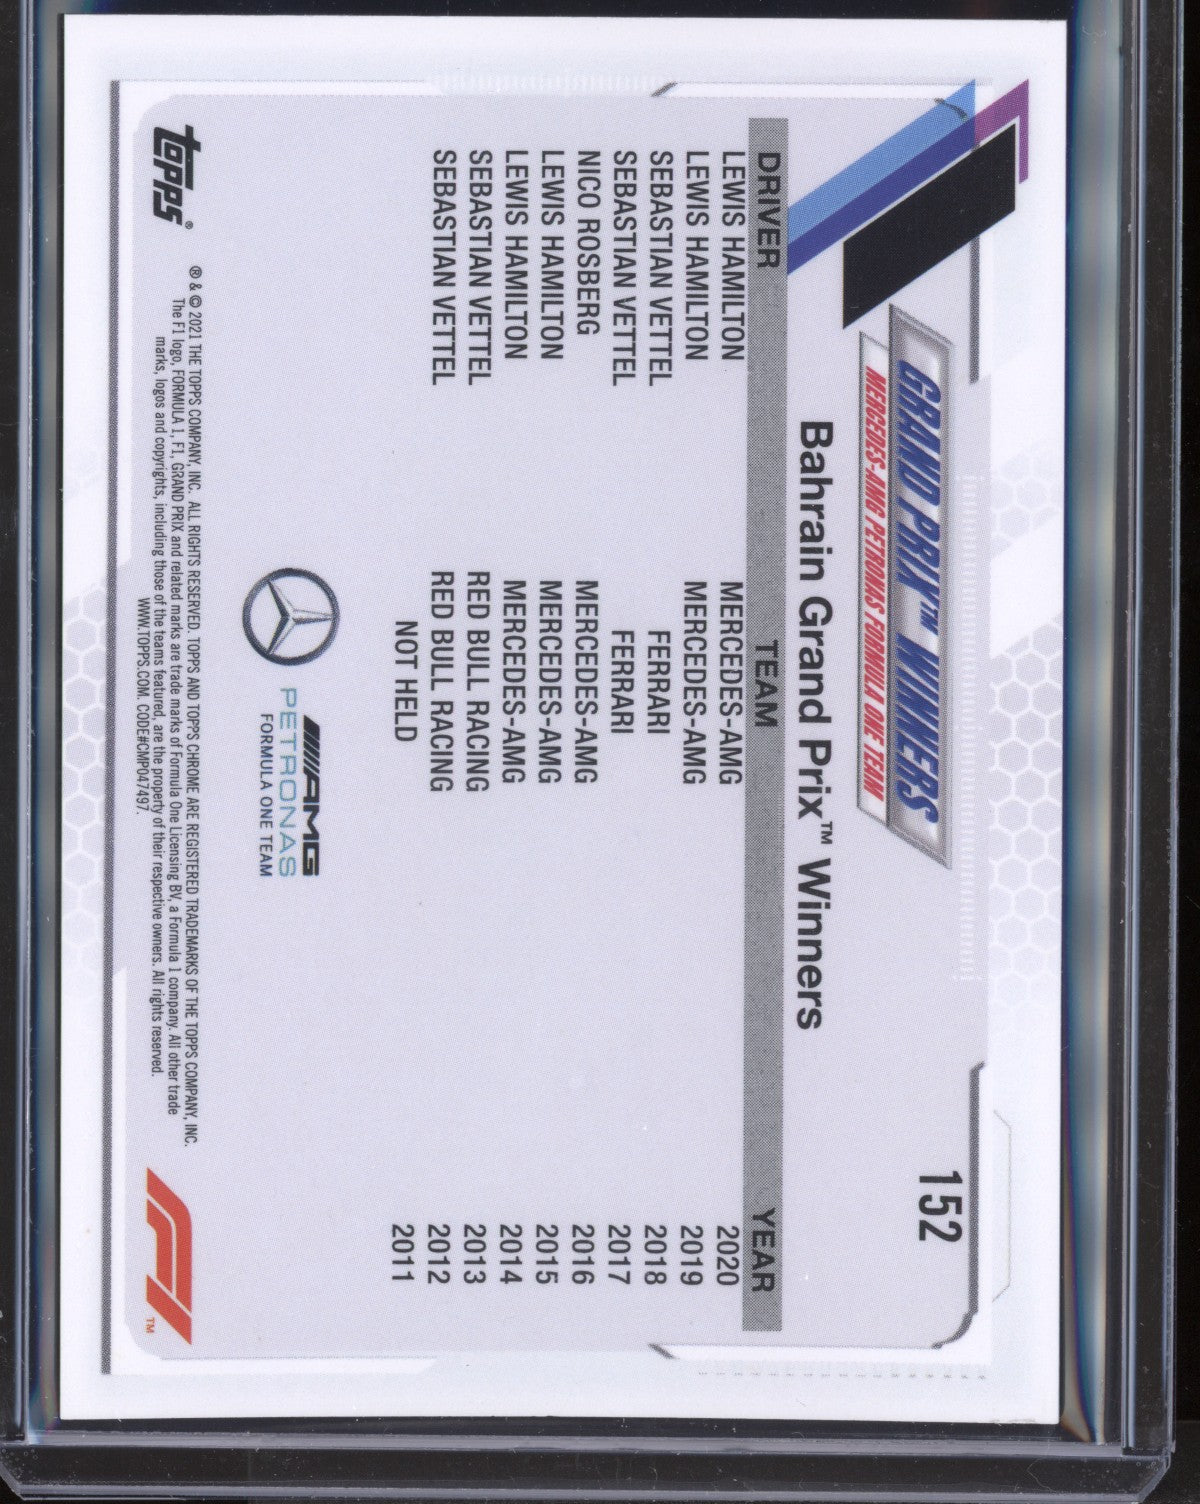 152
GRAND PRIX™ WINNERS
MERCEDES-AMG PETRONAS FORMULA ONE TEAM
Bahrain Grand Prix™ Winners
DRIVER TEAM YEAR
LEWIS HAMILTON MERCEDES-AMG 2020
LEWIS HAMILTON MERCEDES-AMG 2019
SEBASTIAN VETTEL FERRARI 2018
SEBASTIAN VETTEL FERRARI 2017
NICO ROSBERG MERCEDES-AMG 2016
LEWIS HAMILTON MERCEDES-AMG 2015
LEWIS HAMILTON MERCEDES-AMG 2014
SEBASTIAN VETTEL RED BULL RACING 2013
SEBASTIAN VETTEL RED BULL RACING 2012
NOT HELD 2011
AMG
PETRONAS
FORMULA ONE TEAM
topps®
® & © 2021 THE TOPPS COMPANY, INC. ALL RIGHTS RESERVED. TOPPS AND TOPPS CHROME ARE REGISTERED TRADEMARKS OF THE TOPPS COMPANY, INC.
The F1 logo, FORMULA 1, F1, GRAND PRIX and related marks are trade marks of Formula One Licensing BV, a Formula 1 company. All other trade
marks, logos and copyrights, including those of the teams featured, are the property of their respective owners. All rights reserved.
WWW.TOPPS.COM. CODE#CMP047497.
F1™